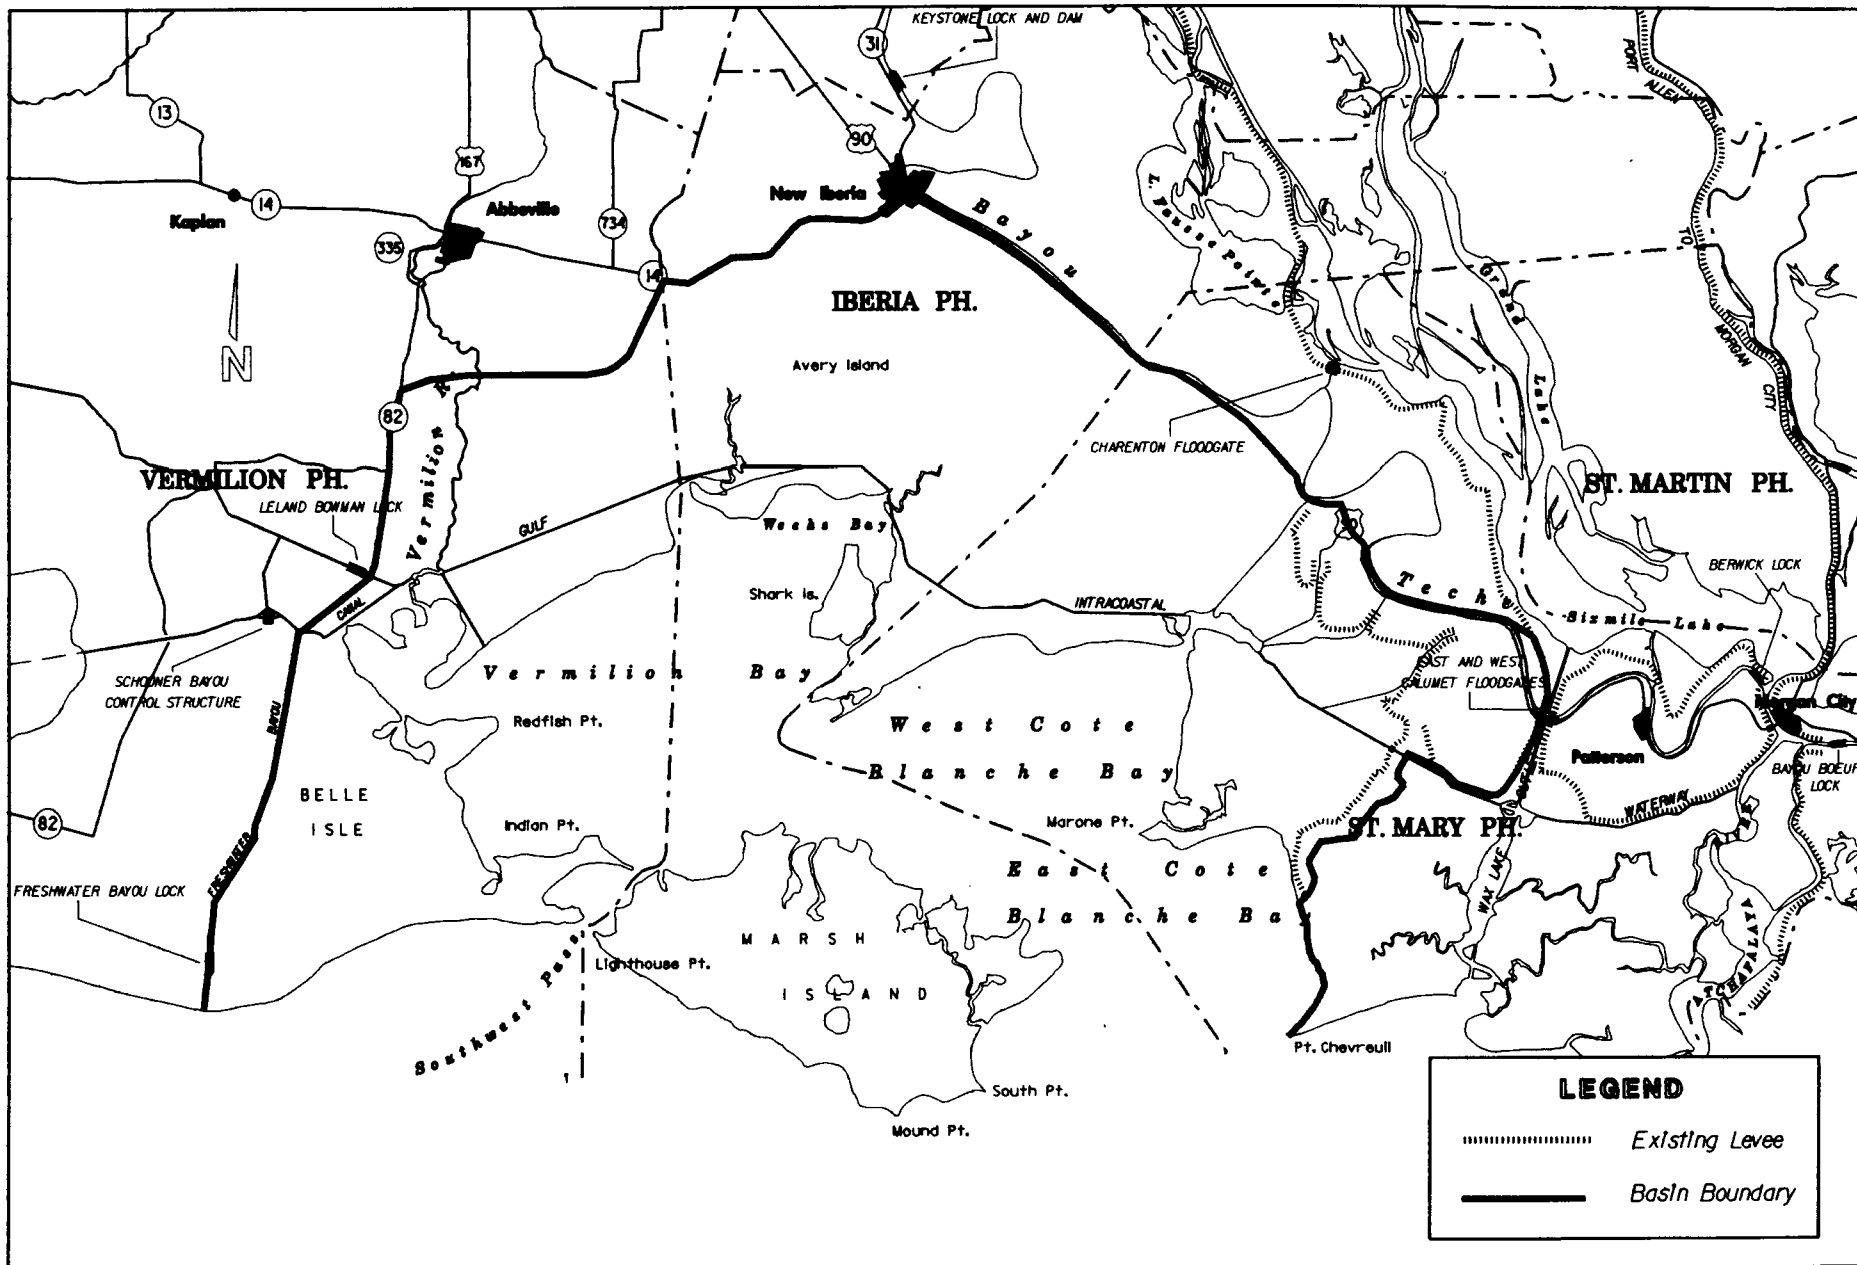 KEYSTONE LOCK AND DAM
31
13
90
167
PORT
ALLEN
TO
MORGAN
CITY
Kaplan
14
Abbeville
335
734
14
New Iberia
Bayou
L. Fausse Pointe
Grand
Lake
N
IBERIA PH.
Avery Island
82
Vermilion R.
CHARENTON FLOODGATE
VERMILION PH.
LELAND BOWMAN LOCK
ST. MARTIN PH.
GULF
Weeks Bay
90
Shark Is.
CANAL
INTRACOASTAL
Teche
BERWICK LOCK
Sixmile Lake
SCHOONER BAYOU
CONTROL STRUCTURE
Vermilion Bay
EAST AND WEST
CALUMET FLOODGATES
Redfish Pt.
BAYOU
West Cote
Blanche Bay
Morgan City
Patterson
BAYOU BOEUF
LOCK
BELLE
ISLE
82
Indian Pt.
Marone Pt.
WATERWAY
ST. MARY PH.
FRESHWATER
FRESHWATER BAYOU LOCK
East Cote
Blanche Bay
WAX LAKE
MARSH
ISLAND
Lighthouse Pt.
Southwest Pass
ATCHAFALAYA
Pt. Chevreuil
South Pt.
Mound Pt.
LEGEND
Existing Levee
Basin Boundary